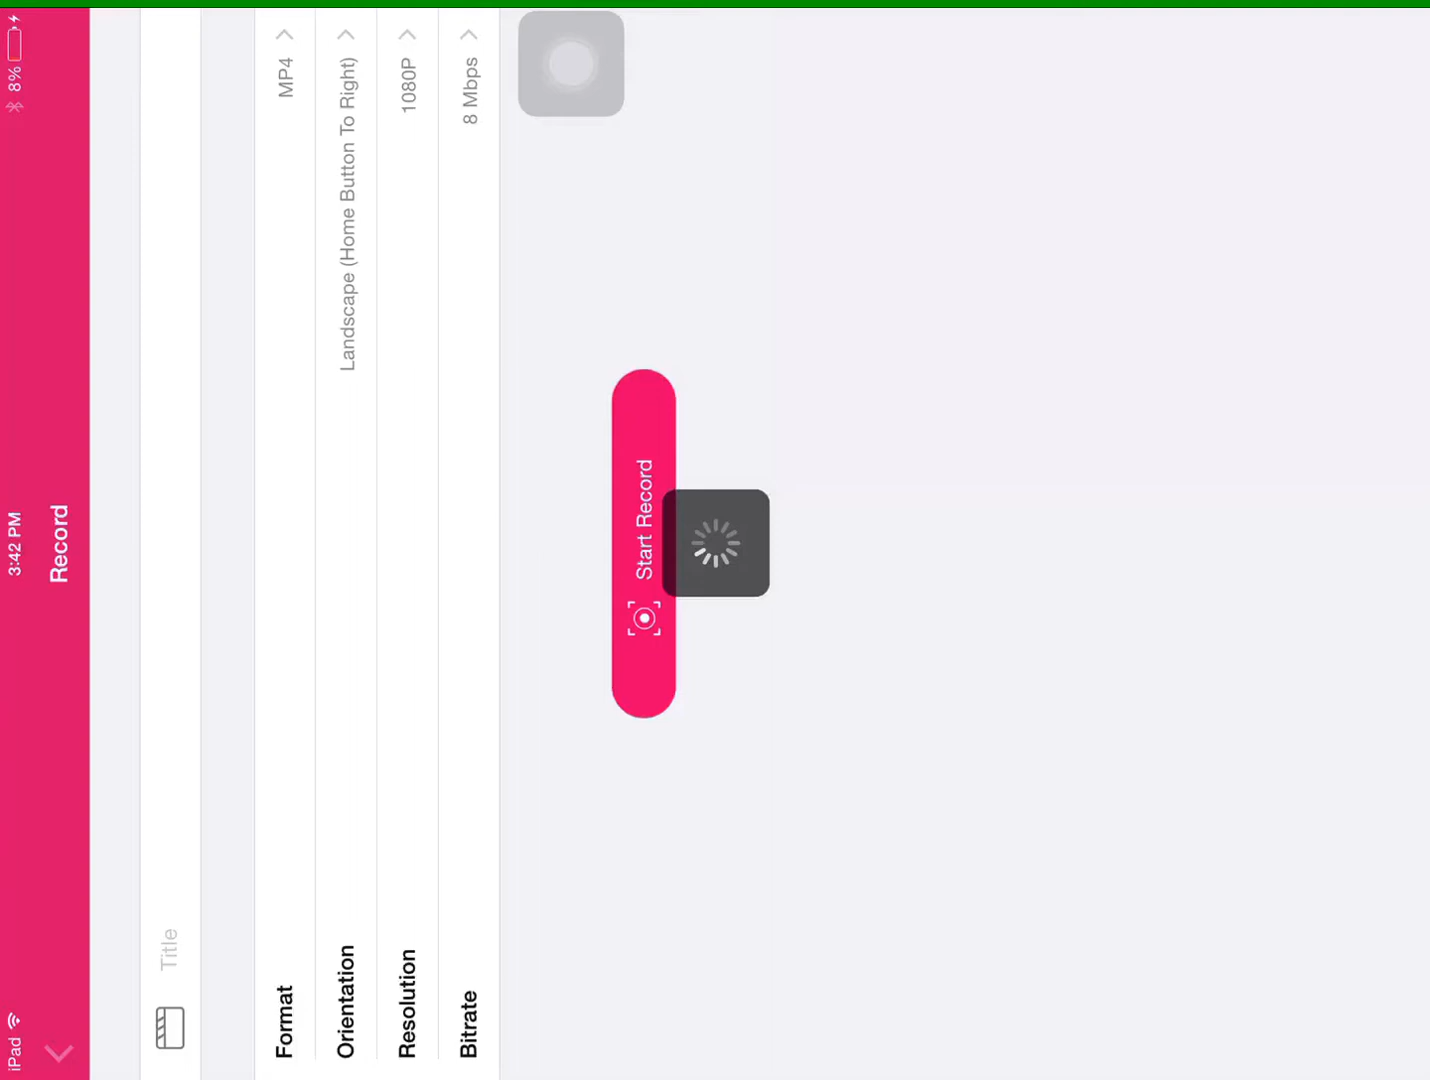 iPad
3:42 PM
8%
Record
Title
Format
MP4
Orientation
Landscape (Home Button To Right)
Resolution
1080P
Bitrate
8 Mbps
Start Record